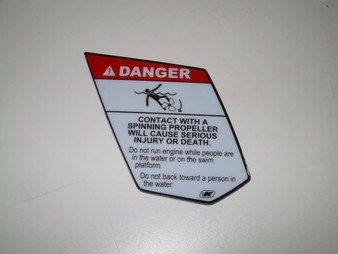 DANGER
CONTACT WITH A
SPINNING PROPELLER
WILL CAUSE SERIOUS
INJURY OR DEATH.
Do not run engine while people are
in the water or on the swim
platform.
Do not back toward a person in
the water.